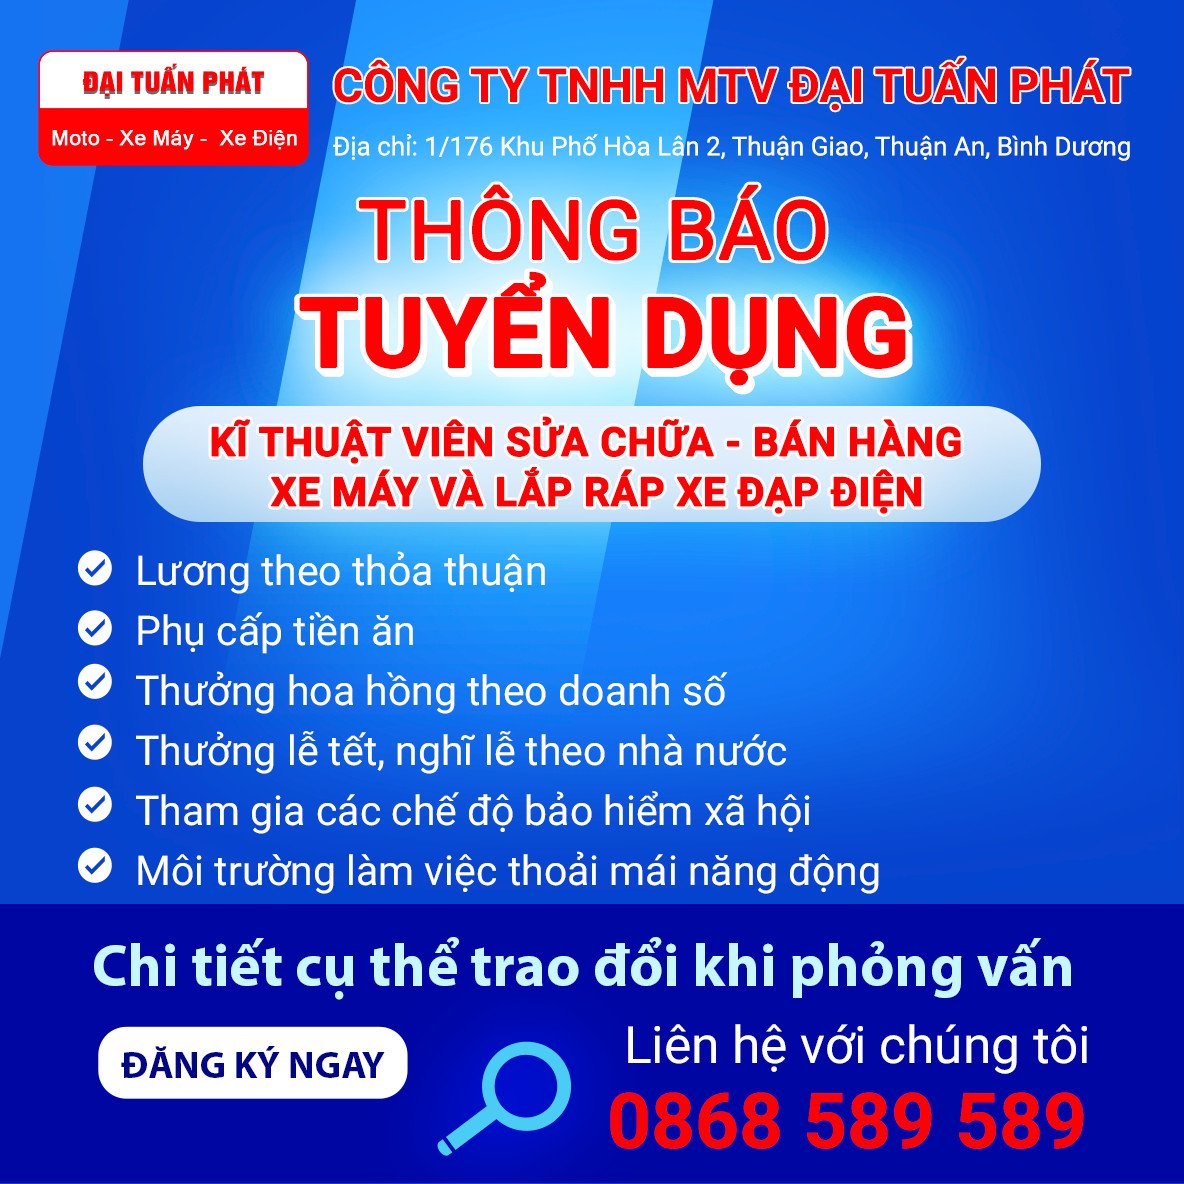 ĐẠI TUẤN PHÁT
Moto - Xe Máy - Xe Điện
CÔNG TY TNHH MTV ĐẠI TUẤN PHÁT
Địa chỉ: 1/176 Khu Phố Hòa Lân 2, Thuận Giao, Thuận An, Bình Dương
THÔNG BÁO
TUYỂN DỤNG
KĨ THUẬT VIÊN SỬA CHỮA - BÁN HÀNG
XE MÁY VÀ LẮP RÁP XE ĐẠP ĐIỆN
Lương theo thỏa thuận
Phụ cấp tiền ăn
Thưởng hoa hồng theo doanh số
Thưởng lễ tết, nghĩ lễ theo nhà nước
Tham gia các chế độ bảo hiểm xã hội
Môi trường làm việc thoải mái năng động
Chi tiết cụ thể trao đổi khi phỏng vấn
ĐĂNG KÝ NGAY
Liên hệ với chúng tôi
0868 589 589